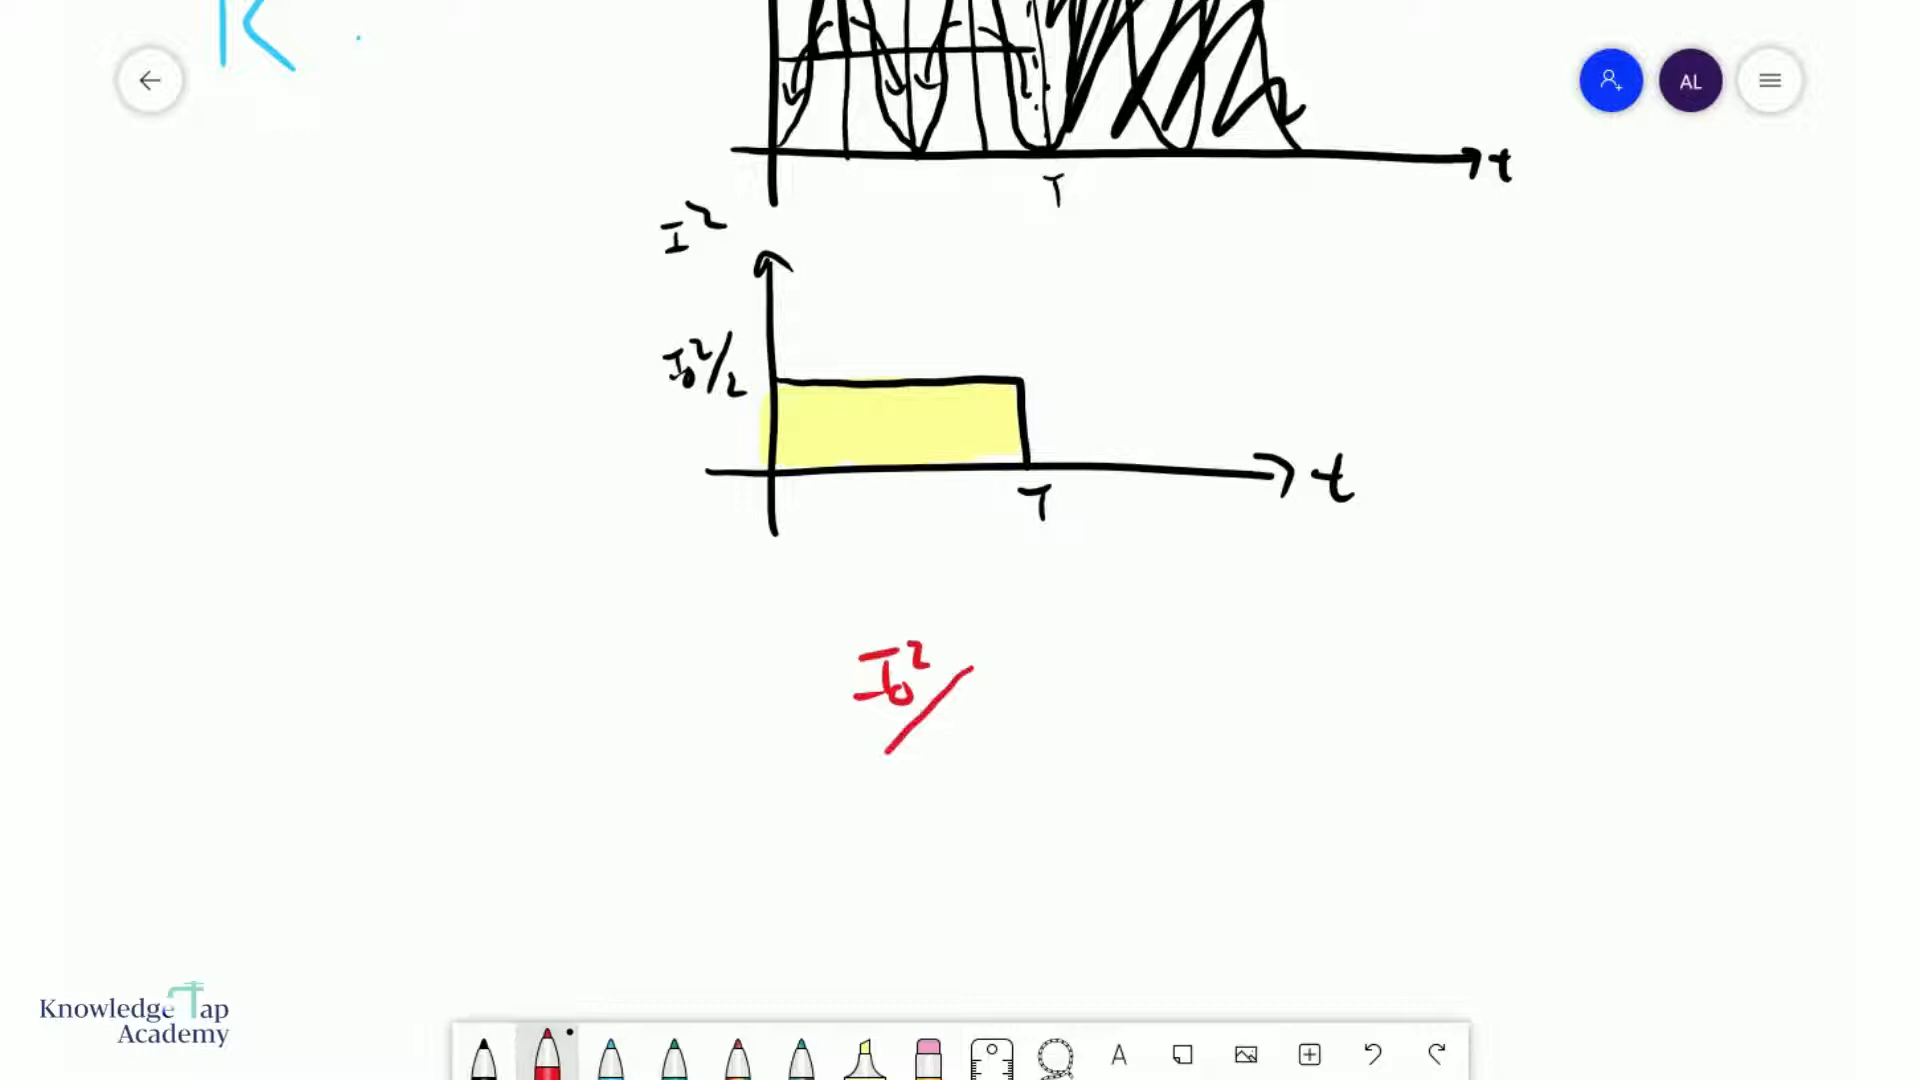 R
AL
t
T
I²
I₀²/2
t
T
I₀²/
Knowledge Tap
Academy
A